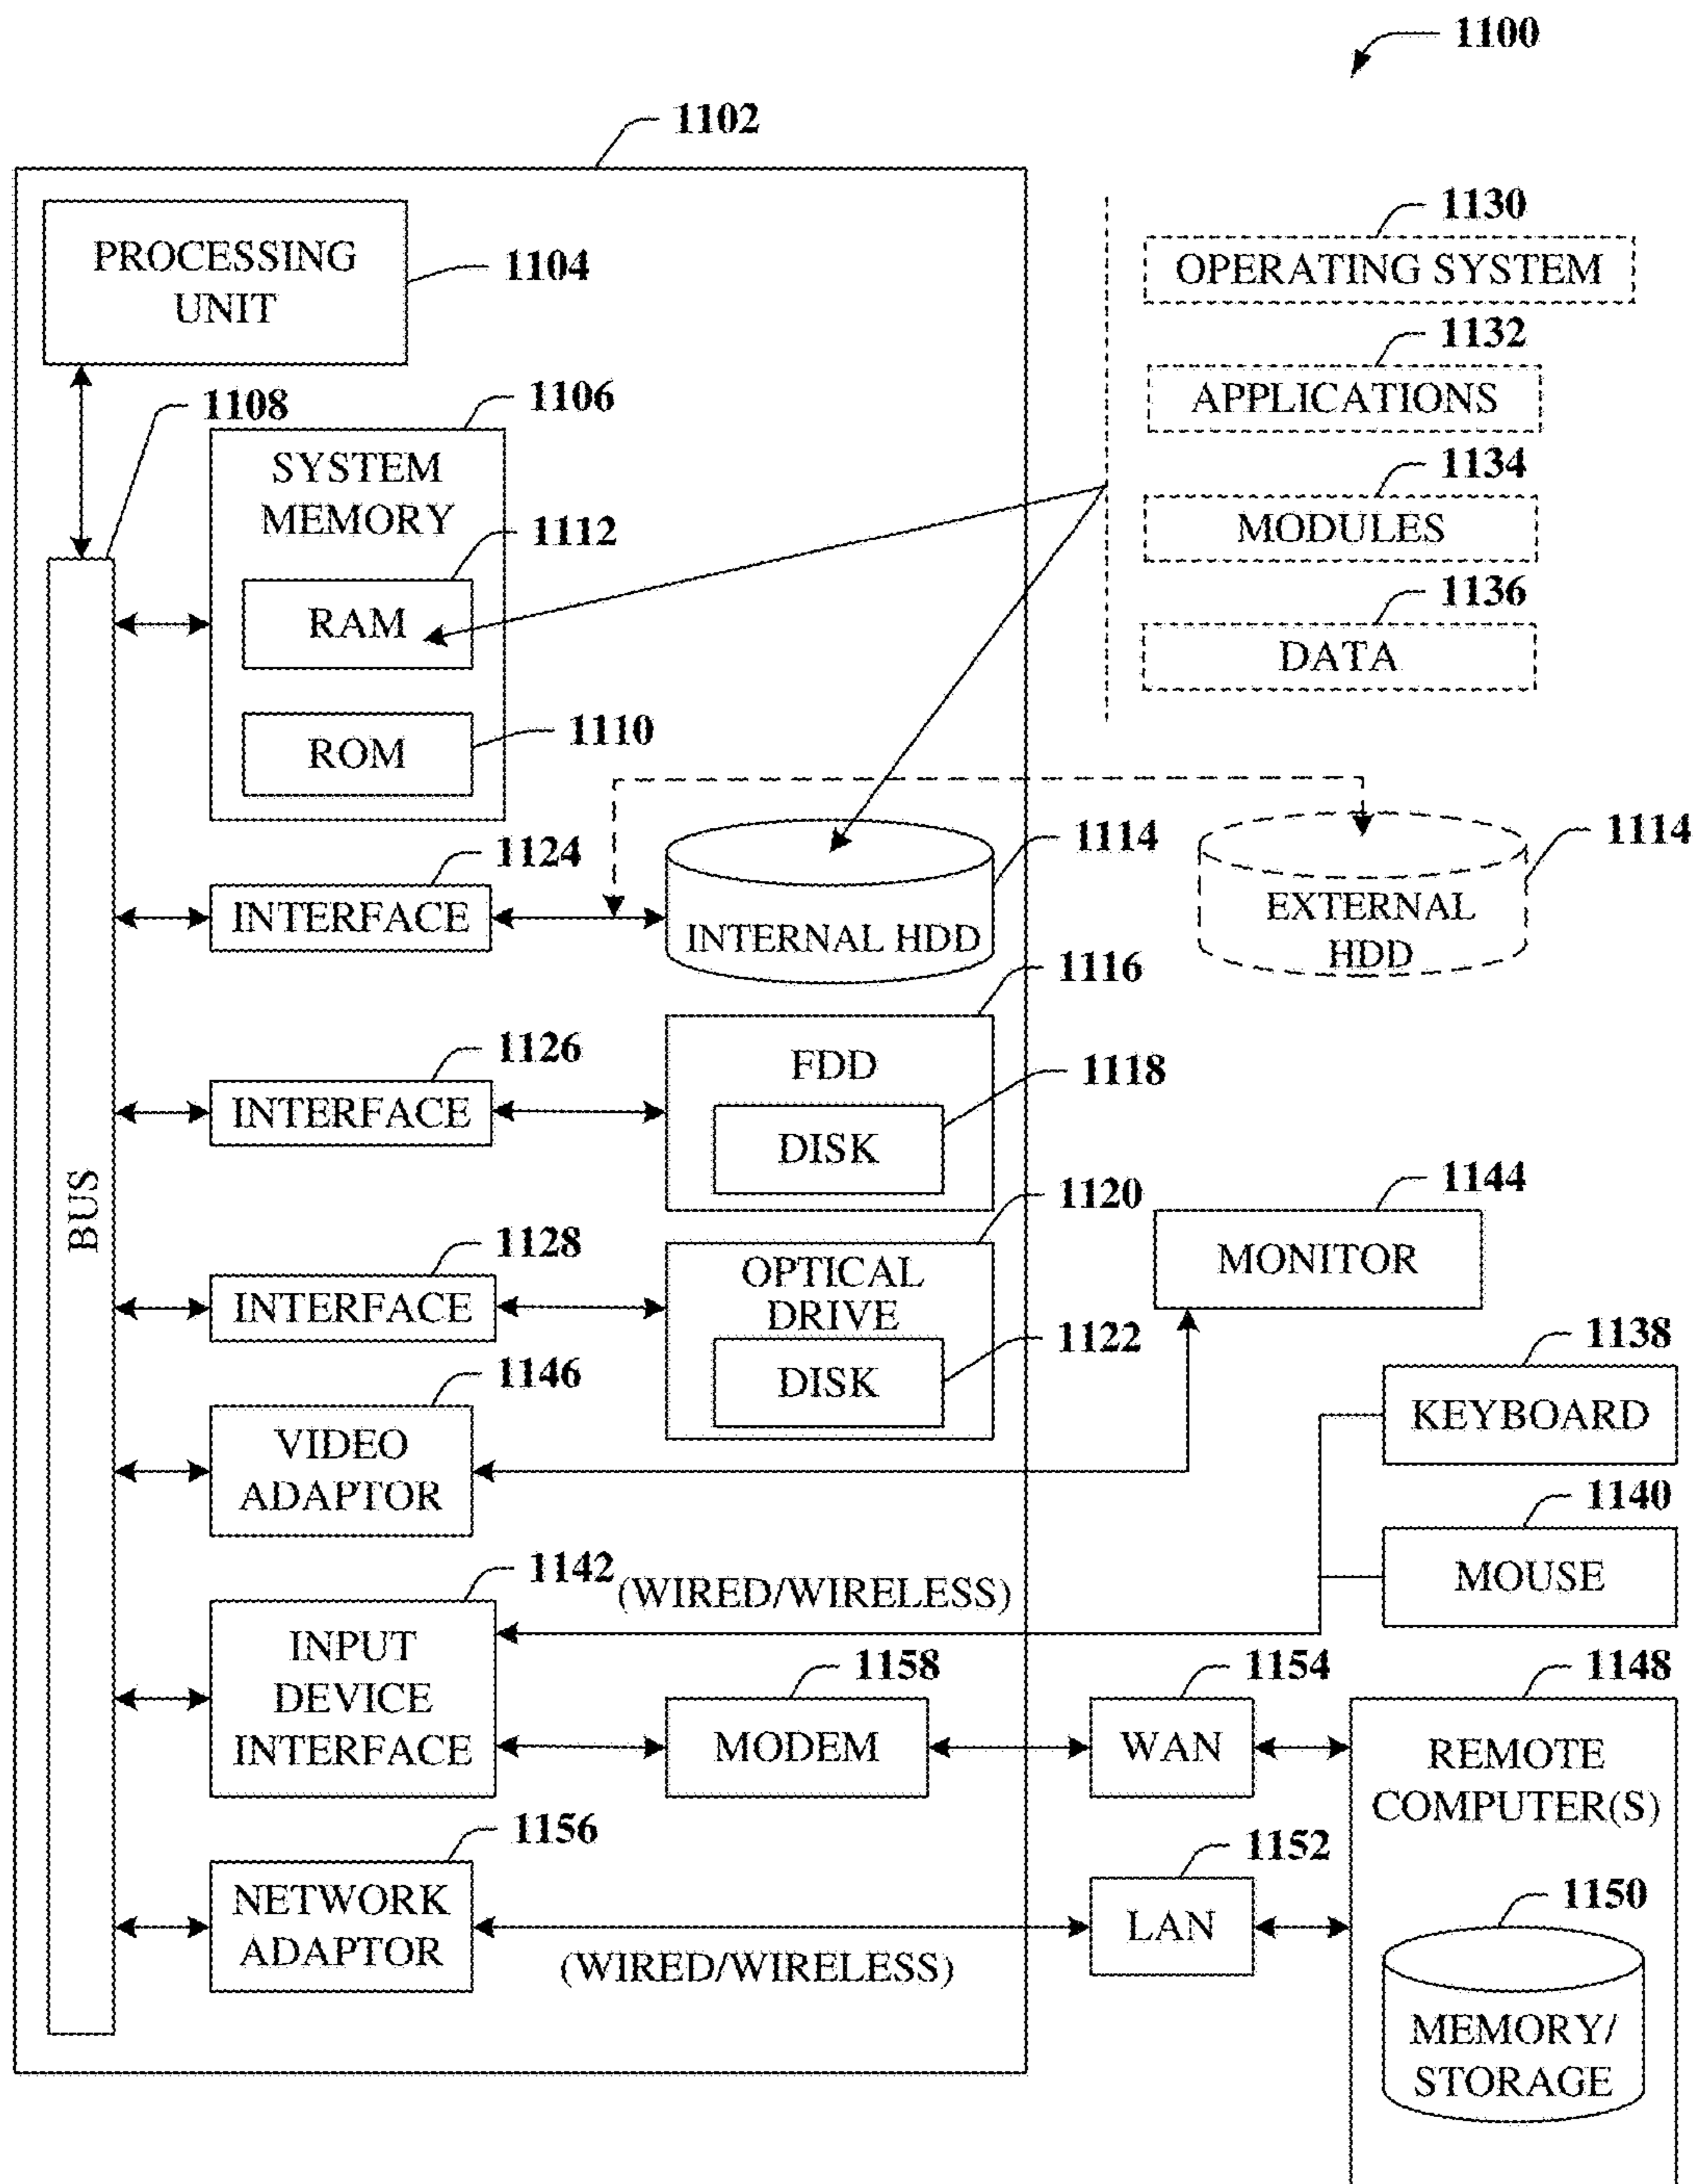 1100
1102
PROCESSING
UNIT
1104
1130
OPERATING SYSTEM
1132
APPLICATIONS
1134
MODULES
1136
DATA
1108
1106
SYSTEM
MEMORY
1112
RAM
1110
ROM
1124
INTERFACE
1114
INTERNAL HDD
1114
EXTERNAL
HDD
1126
INTERFACE
1116
FDD
1118
DISK
BUS
1128
INTERFACE
1120
OPTICAL
DRIVE
1122
DISK
1144
MONITOR
1138
KEYBOARD
1146
VIDEO
ADAPTOR
1140
MOUSE
1142
(WIRED/WIRELESS)
INPUT
DEVICE
INTERFACE
1158
MODEM
1154
WAN
1148
REMOTE
COMPUTER(S)
1156
NETWORK
ADAPTOR
(WIRED/WIRELESS)
1152
LAN
1150
MEMORY/
STORAGE